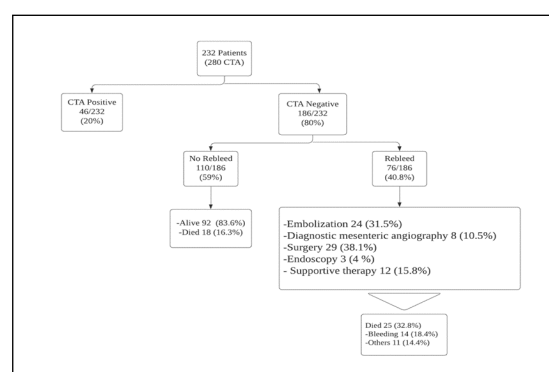 232 Patients
(280 CTA)
CTA Positive
46/232
(20%)
CTA Negative
186/232
(80%)
No Rebleed
110/186
(59%)
Rebleed
76/186
(40.8%)
-Alive 92 (83.6%)
-Died 18 (16.3%)
-Embolization 24 (31.5%)
-Diagnostic mesenteric angiography 8 (10.5%)
-Surgery 29 (38.1%)
-Endoscopy 3 (4 %)
- Supportive therapy 12 (15.8%)
Died 25 (32.8%)
-Bleeding 14 (18.4%)
-Others 11 (14.4%)